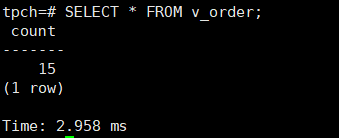 tpch=# SELECT * FROM v_order;
count
-------
15
(1 row)
Time: 2.958 ms